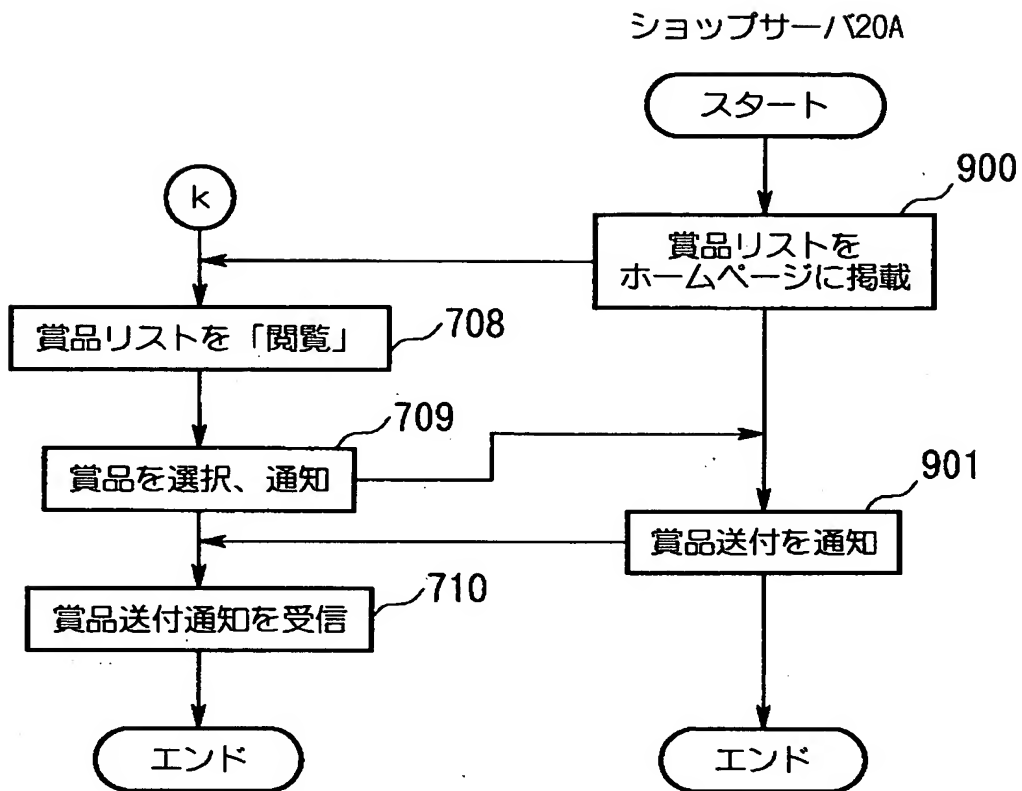 ショップサーバ20A
スタート
900
k
賞品リストを
ホームページに掲載
賞品リストを「閲覧」
708
709
賞品を選択、通知
901
賞品送付を通知
710
賞品送付通知を受信
エンド
エンド